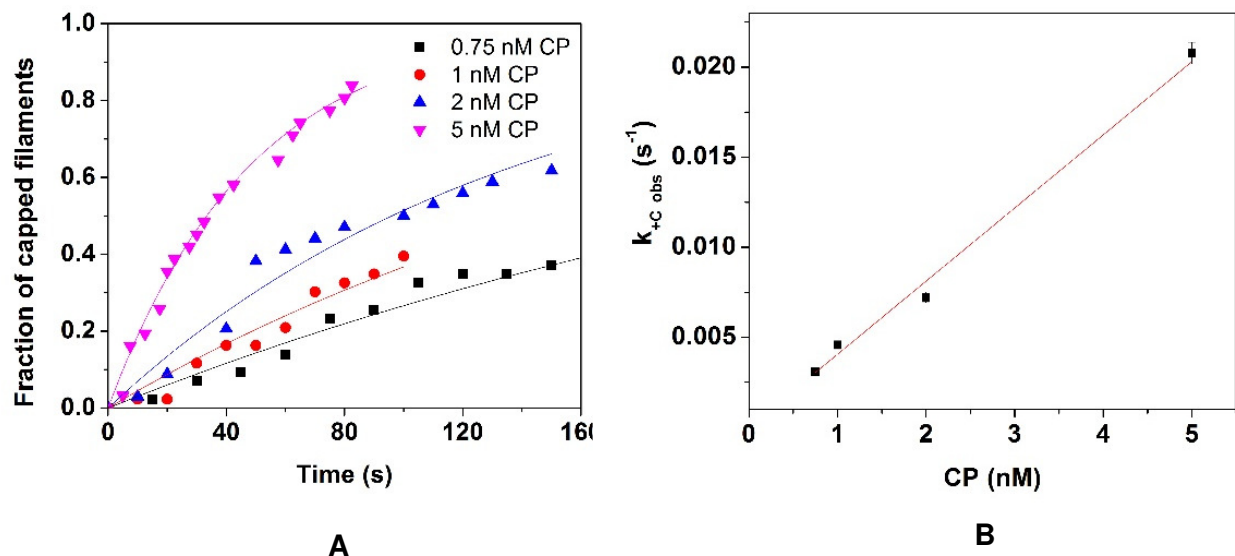 Fraction of capped filaments
1.0
0.8
0.6
0.4
0.2
0.0
0.75 nM CP
1 nM CP
2 nM CP
5 nM CP
0 40 80 120 160
Time (s)
A
k+C obs (s-1)
0.020
0.015
0.010
0.005
0 1 2 3 4 5
CP (nM)
B